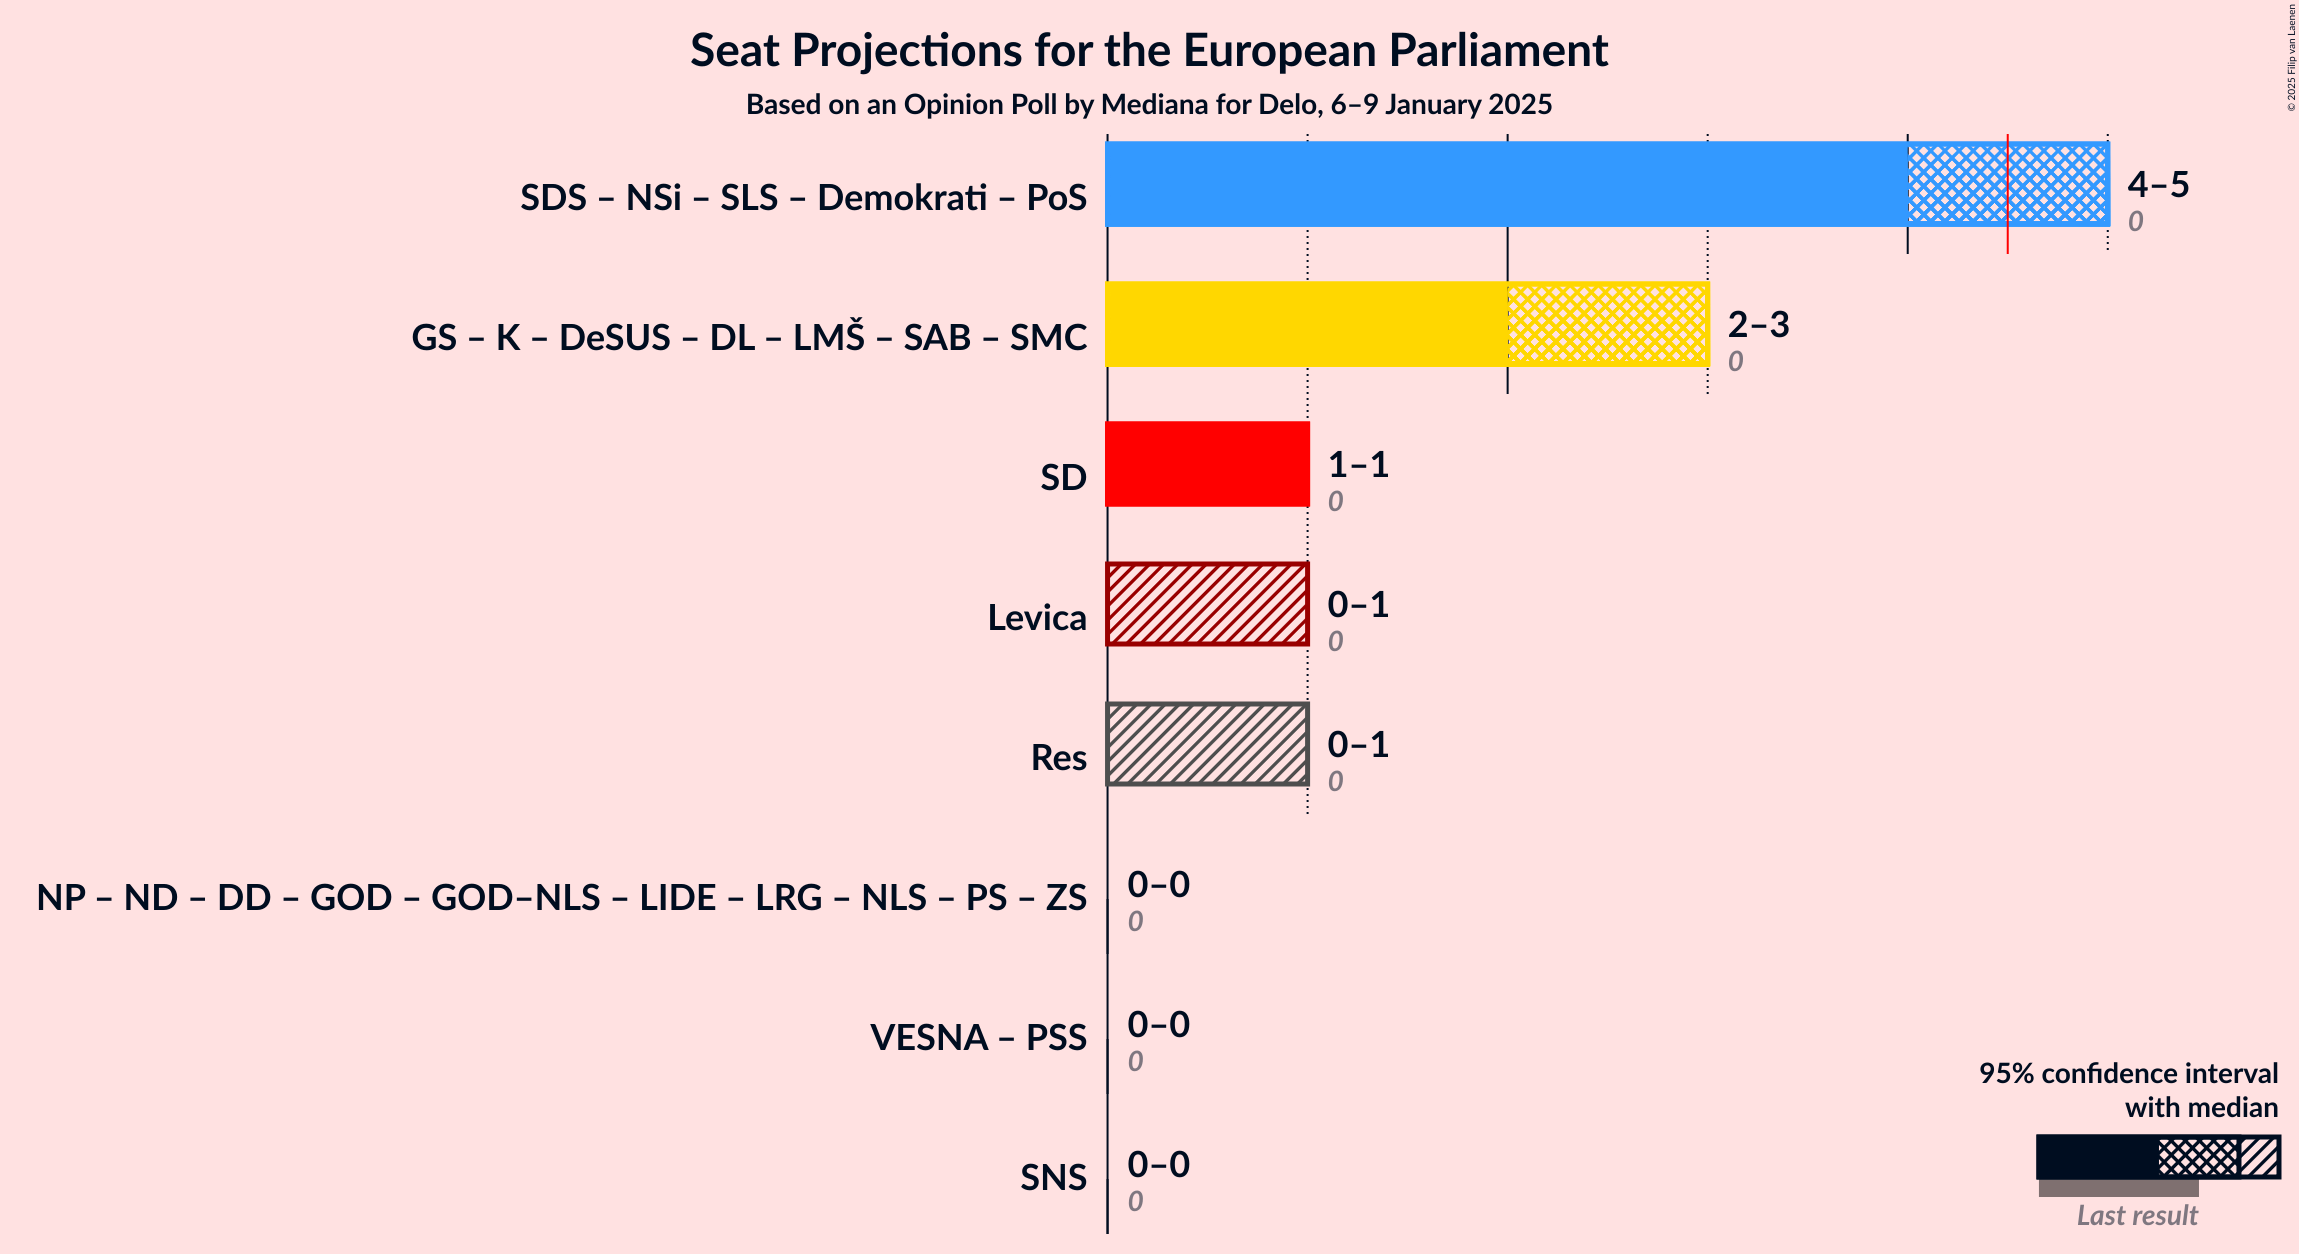 Seat Projections for the European Parliament
Based on an Opinion Poll by Mediana for Delo, 6–9 January 2025
© 2025 Filip van Laenen
SDS – NSi – SLS – Demokrati – PoS
4–5
0
GS – K – DeSUS – DL – LMŠ – SAB – SMC
2–3
0
SD
1–1
0
Levica
0–1
0
Res
0–1
0
NP – ND – DD – GOD – GOD–NLS – LIDE – LRG – NLS – PS – ZS
0–0
0
VESNA – PSS
0–0
0
SNS
0–0
0
95% confidence interval
with median
Last result